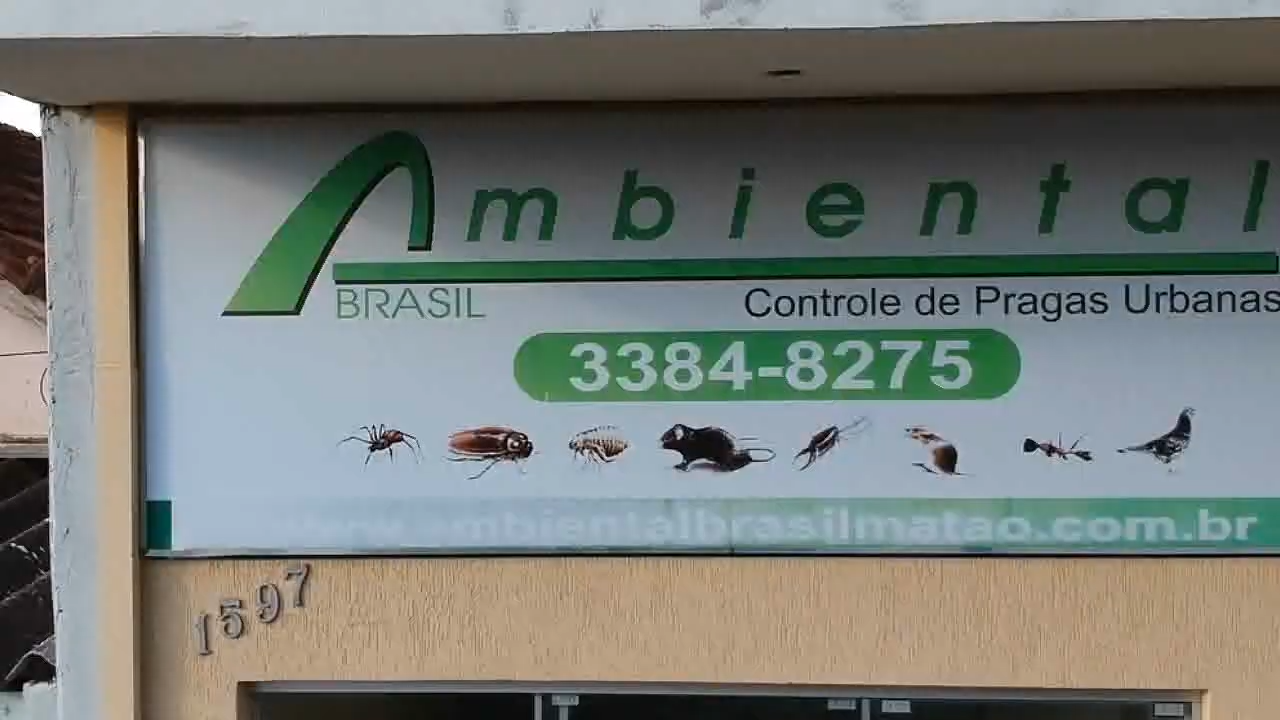 Ambiental
BRASIL
Controle de Pragas Urbanas
3384-8275
www.ambientalbrasilmatao.com.br
1597